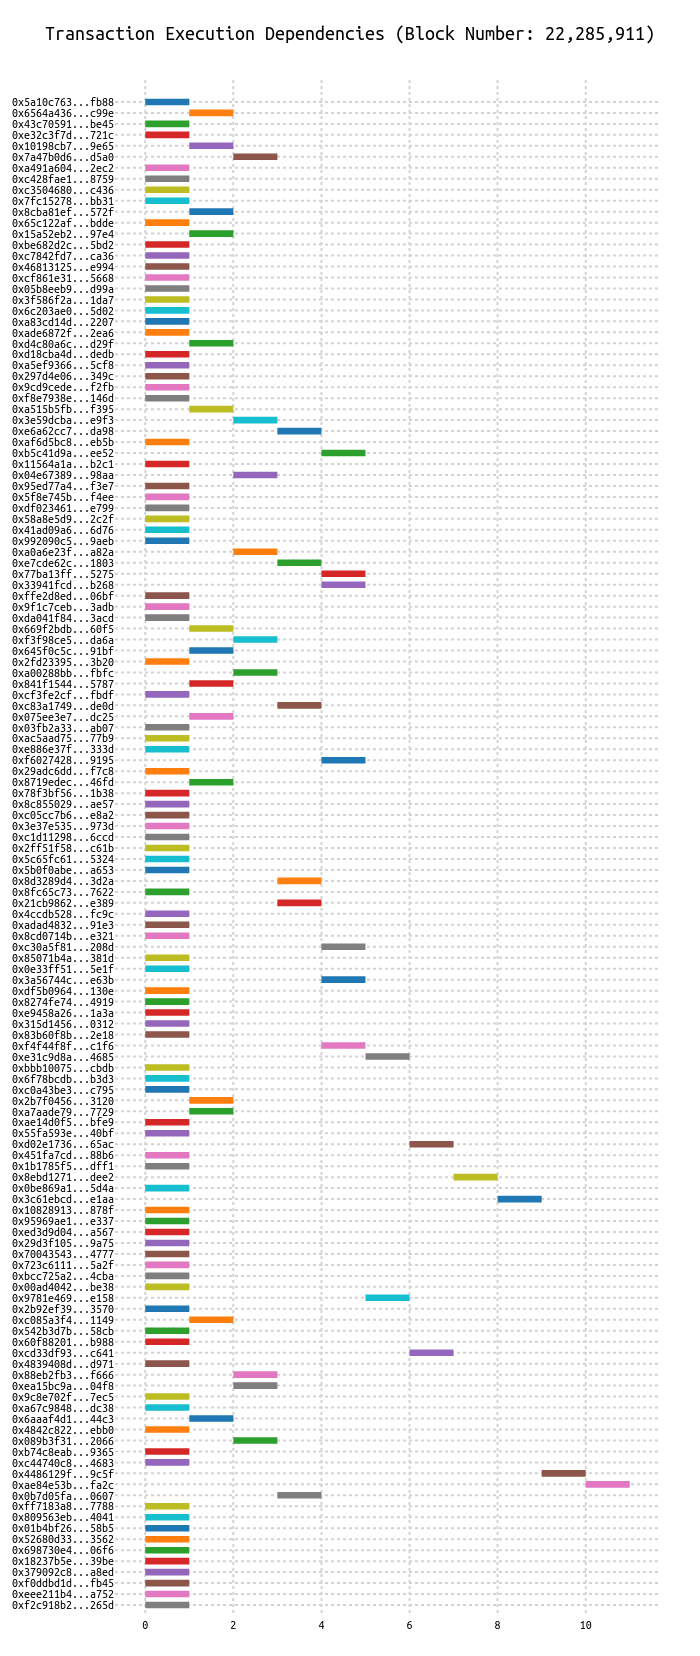 Transaction Execution Dependencies (Block Number: 22,285,911)
0x5a10c763...fb88
0x6564a436...c99e
0x43c70591...be45
0xe32c3f7d...721c
0x10198cb7...9e65
0x7a47b0d6...d5a0
0xa491a604...2ec2
0xc428fae1...8759
0xc3504680...c436
0x7fc15278...bb31
0x8cba81ef...572f
0x65c122af...bdde
0x15a52eb2...97e4
0xbe682d2c...5bd2
0xc7842fd7...ca36
0x46813125...e994
0xcf861e31...5668
0x05b8eeb9...d99a
0x3f586f2a...1da7
0x6c203ae0...5d02
0xa83cd14d...2207
0xade6872f...2ea6
0xd4c80a6c...d29f
0xd18cba4d...dedb
0xa5ef9366...5cf8
0x297d4e06...349c
0x9cd9cede...f2fb
0xf8e7938e...146d
0xa515b5fb...f395
0x3e59dcba...e9f3
0xe6a62cc7...da98
0xaf6d5bc8...eb5b
0xb5c41d9a...ee52
0x11564a1a...b2c1
0x04e67389...98aa
0x95ed77a4...f3e7
0x5f8e745b...f4ee
0xdf023461...e799
0x58a8e5d9...2c2f
0x41ad09a6...6d76
0x992090c5...9aeb
0xa0a6e23f...a82a
0xe7cde62c...1803
0x77ba13ff...5275
0x33941fcd...b268
0xffe2d8ed...06bf
0x9f1c7ceb...3adb
0xda041f84...3acd
0x669f2bdb...60f5
0xf3f98ce5...da6a
0x645f0c5c...91bf
0x2fd23395...3b20
0xa00288bb...fbfc
0x841f1544...5787
0xcf3fe2cf...fbdf
0xc83a1749...de0d
0x075ee3e7...dc25
0x03fb2a33...ab07
0xac5aad75...77b9
0xe886e37f...333d
0xf6027428...9195
0x29adc6dd...f7c8
0x8719edec...46fd
0x78f3bf56...1b38
0x8c855029...ae57
0xc05cc7b6...e8a2
0x3e37e535...973d
0xc1d11298...6ccd
0x2ff51f58...c61b
0x5c65fc61...5324
0x5b0f0abe...a653
0x8d3289d4...3d2a
0x8fc65c73...7622
0x21cb9862...e389
0x4ccdb528...fc9c
0xadad4832...91e3
0x8cd0714b...e321
0xc30a5f81...208d
0x85071b4a...381d
0x0e33ff51...5e1f
0x3a56744c...e63b
0xdf5b0964...130e
0x8274fe74...4919
0xe9458a26...1a3a
0x315d1456...0312
0x83b60f8b...2e18
0xf4f44f8f...c1f6
0xe31c9d8a...4685
0xbbb10075...cbdb
0x6f78bcdb...b3d3
0xc0a43be3...c795
0x2b7f0456...3120
0xa7aade79...7729
0xae14d0f5...bfe9
0x55fa593e...40bf
0xd02e1736...65ac
0x451fa7cd...88b6
0x1b1785f5...dff1
0x8ebd1271...dee2
0x0be869a1...5d4a
0x3c61ebcd...e1aa
0x10828913...878f
0x95969ae1...e337
0xed3d9d04...a567
0x29d3f105...9a75
0x70043543...4777
0x723c6111...5a2f
0xbcc725a2...4cba
0x00ad4042...be38
0x9781e469...e158
0x2b92ef39...3570
0xc085a3f4...1149
0x542b3d7b...58cb
0x60f88201...b988
0xcd33df93...c641
0x4839408d...d971
0x88eb2fb3...f666
0xea15bc9a...04f8
0x9c8e702f...7ec5
0xa67c9848...dc38
0x6aaaf4d1...44c3
0x4842c822...ebb0
0x089b3f31...2066
0xb74c8eab...9365
0xc44740c8...4683
0x4486129f...9c5f
0xae84e53b...fa2c
0x0b7d05fa...0607
0xff7183a8...7788
0x809563eb...4041
0x01b4bf26...58b5
0x52680d33...3562
0x698730e4...06f6
0x18237b5e...39be
0x379092c8...a8ed
0xf0ddbd1d...fb45
0xeee211b4...a752
0xf2c918b2...265d
0 2 4 6 8 10